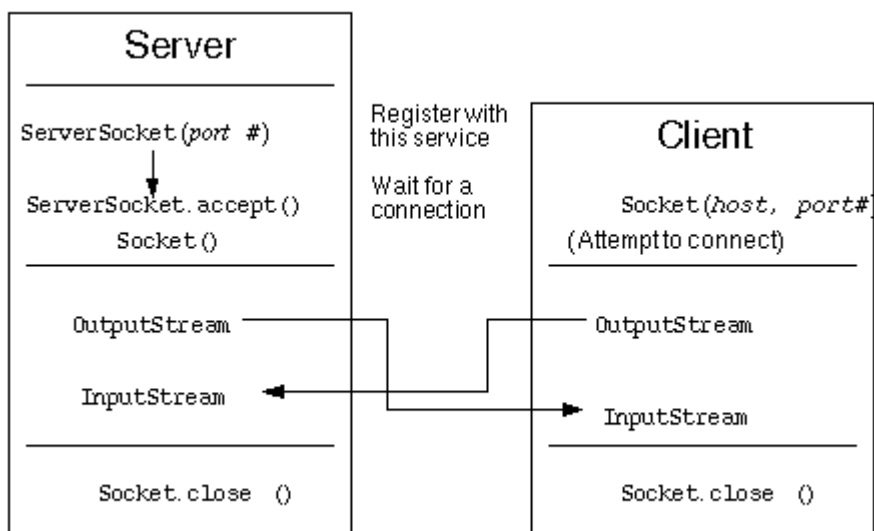 Server
ServerSocket(port #)
ServerSocket.accept()
Socket()
OutputStream
InputStream
Socket.close ()
Register with
this service
Wait for a
connection
Client
Socket(host, port#)
(Attempt to connect)
OutputStream
InputStream
Socket.close ()